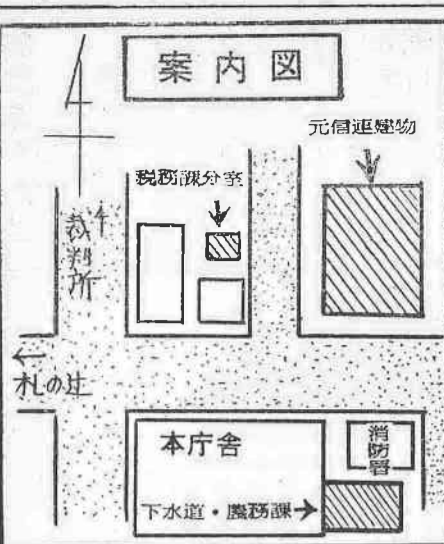 案内図
元信連建物
税務課分室
↑裁判所
←札の辻
本庁舎
消防署
下水道・農務課→